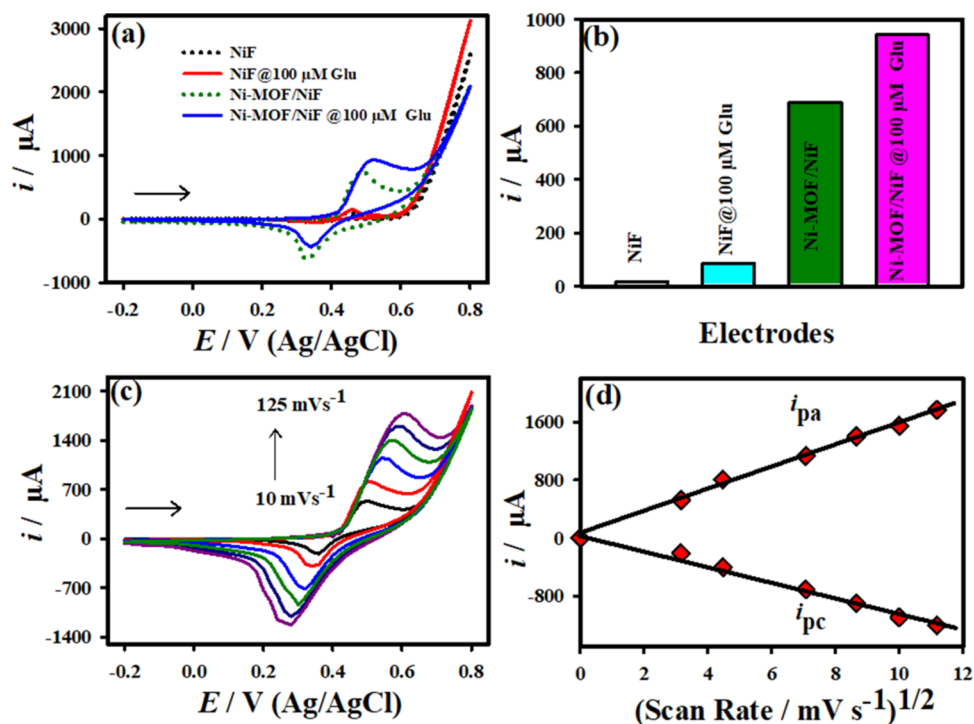 (a)
NiF
NiF@100 µM Glu
Ni-MOF/NiF
Ni-MOF/NiF @100 µM Glu
3000
2000
1000
0
-1000
i / µA
-0.2 0.0 0.2 0.4 0.6 0.8
E / V (Ag/AgCl)
(b)
1000
800
600
400
200
0
i / µA
NiF
NiF@100 µM Glu
Ni-MOF/NiF
Ni-MOF/NiF @100 µM Glu
Electrodes
(c)
2100
1400
700
0
-700
-1400
i / µA
125 mVs⁻¹
10 mVs⁻¹
-0.2 0.0 0.2 0.4 0.6 0.8
E / V (Ag/AgCl)
(d)
1600
800
0
-800
i / µA
iₚₐ
iₚc
0 2 4 6 8 10 12
(Scan Rate / mV s⁻¹)¹/²